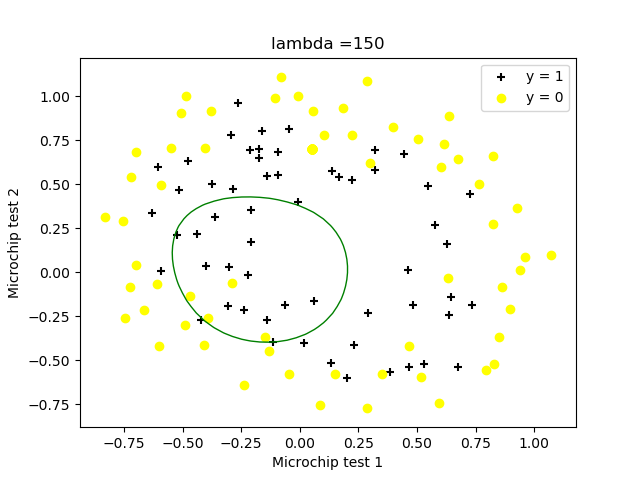 lambda =150
y = 1
y = 0
Microchip test 2
1.00
0.75
0.50
0.25
0.00
−0.25
−0.50
−0.75
−0.75 −0.50 −0.25 0.00 0.25 0.50 0.75 1.00
Microchip test 1